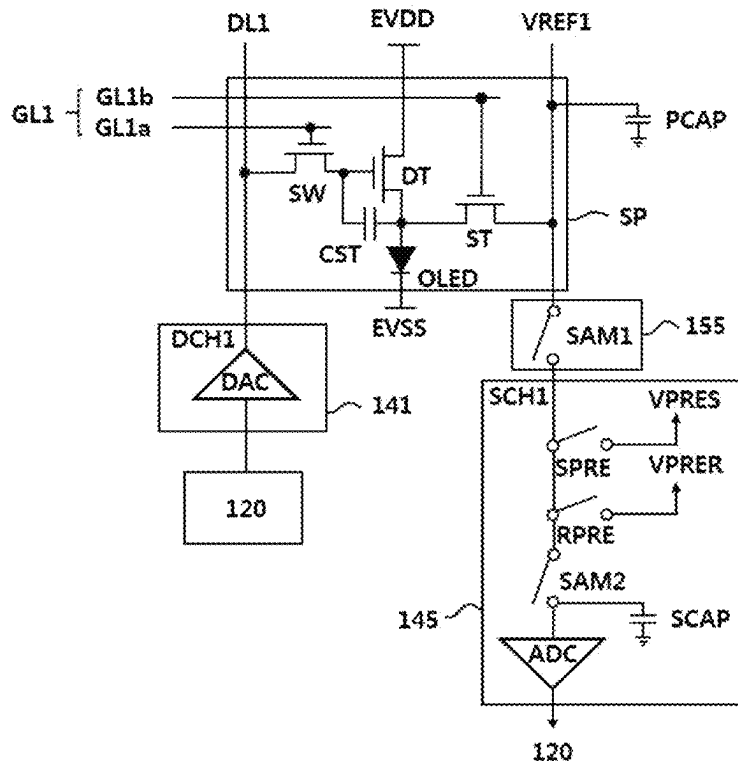 DL1
EVDD
VREF1
GL1
GL1b
GL1a
PCAP
DT
SW
SP
CST
ST
OLED
EVSS
SAM1
155
DCH1
DAC
141
SCH1
VPRES
SPRE
VPRER
120
RPRE
SAM2
145
SCAP
ADC
120